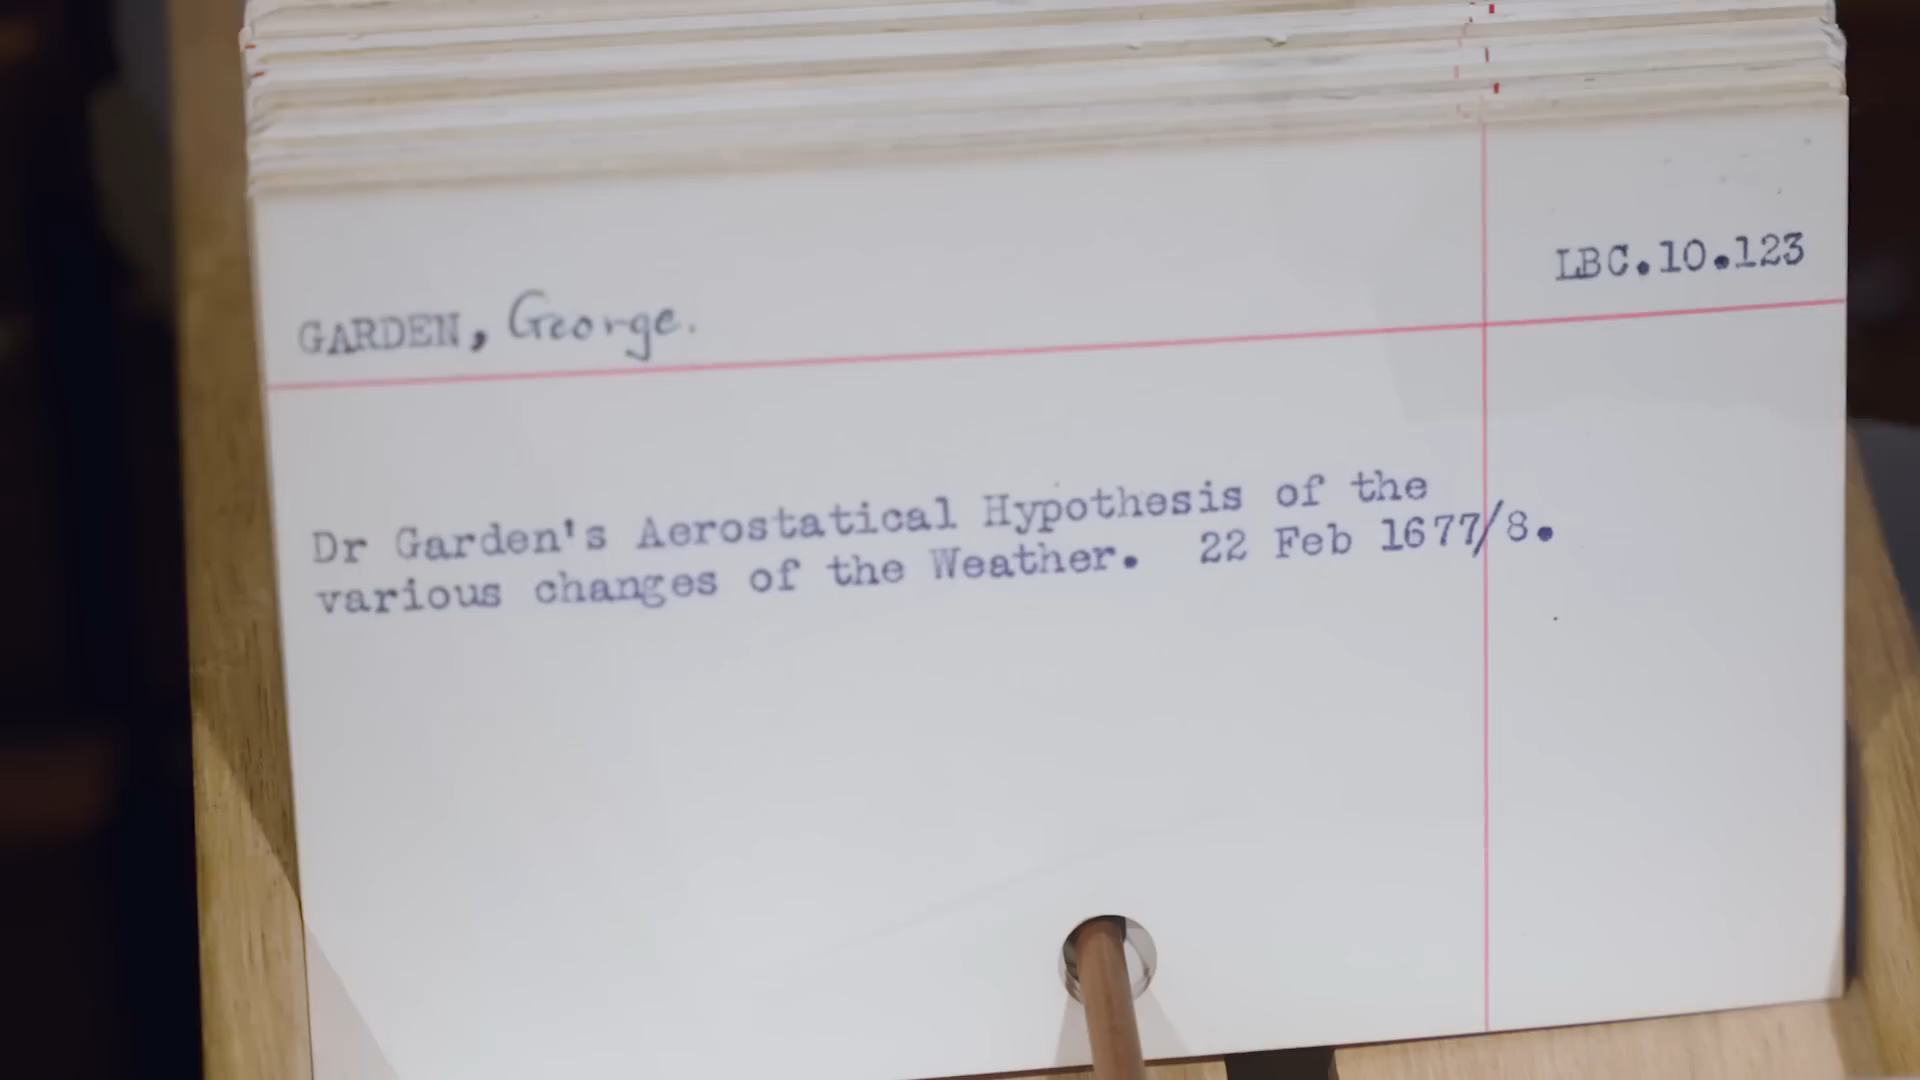 LBC.10.123
GARDEN, George.
Dr Garden's Aerostatical Hypothesis of the
various changes of the Weather. 22 Feb 1677/8.